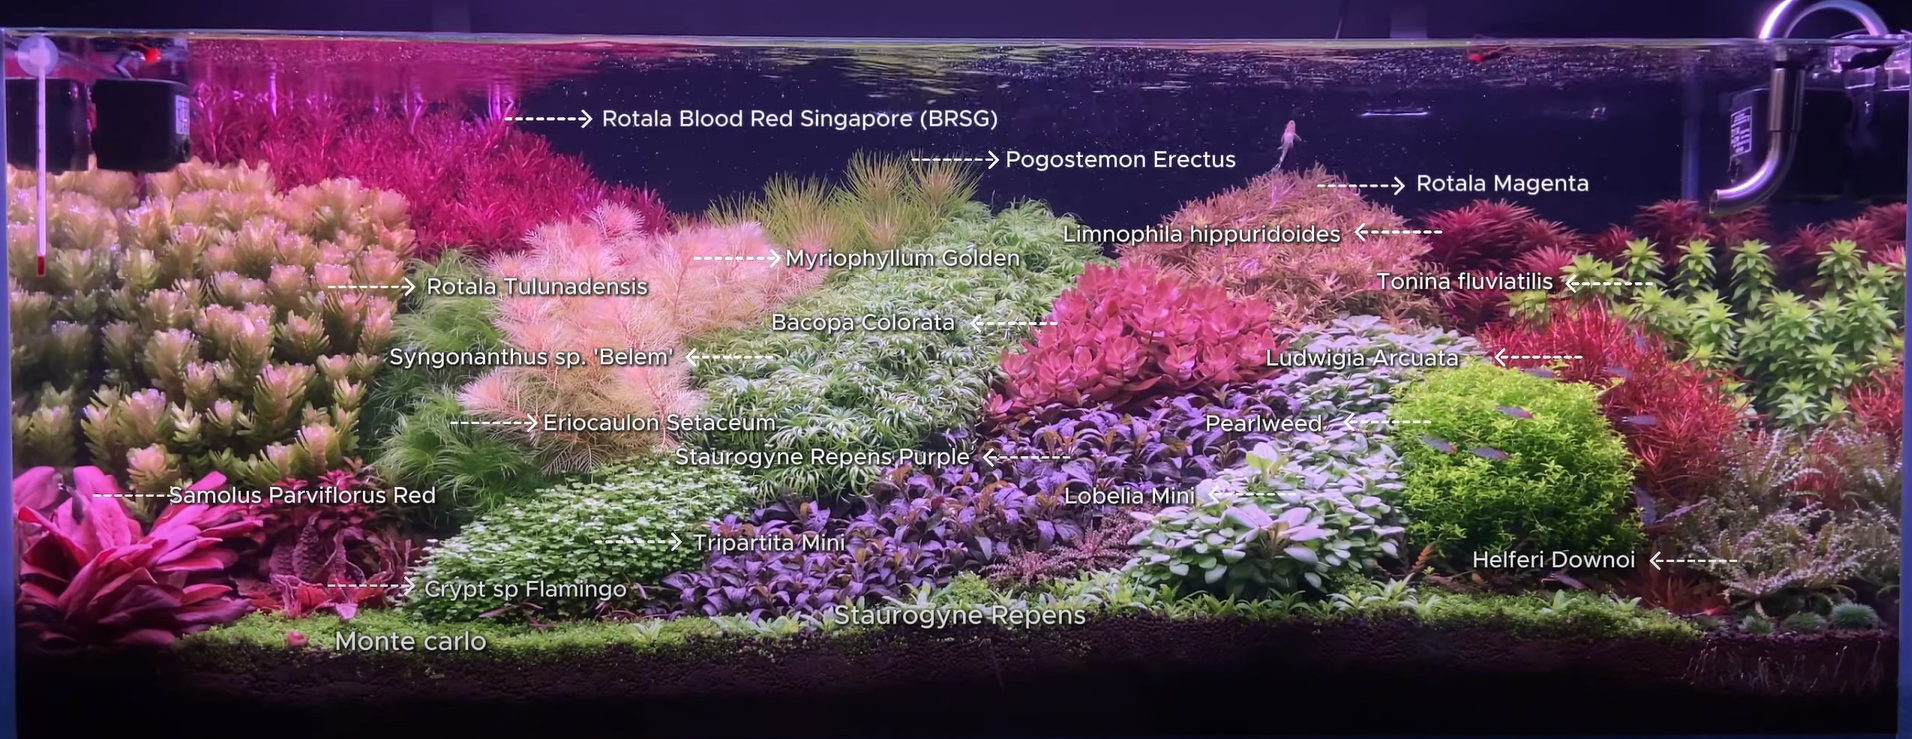 Rotala Blood Red Singapore (BRSG)
Pogostemon Erectus
Rotala Magenta
Limnophila hippuridoides
Myriophyllum Golden
Tonina fluviatilis
Rotala Tulunadensis
Bacopa Colorata
Syngonanthus sp. 'Belem'
Ludwigia Arcuata
Eriocaulon Setaceum
Pearlweed
Staurogyne Repens Purple
Samolus Parviflorus Red
Lobelia Mini
Tripartita Mini
Helferi Downoi
Crypt sp Flamingo
Staurogyne Repens
Monte carlo